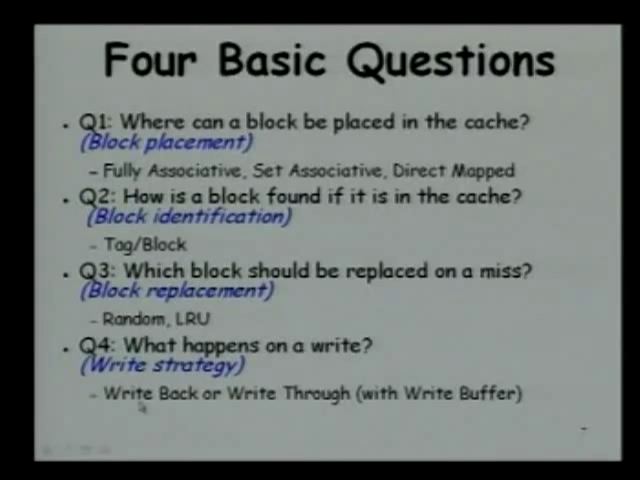 Four Basic Questions
• Q1: Where can a block be placed in the cache?
(Block placement)
– Fully Associative, Set Associative, Direct Mapped
• Q2: How is a block found if it is in the cache?
(Block identification)
– Tag/Block
• Q3: Which block should be replaced on a miss?
(Block replacement)
– Random, LRU
• Q4: What happens on a write?
(Write strategy)
– Write Back or Write Through (with Write Buffer)